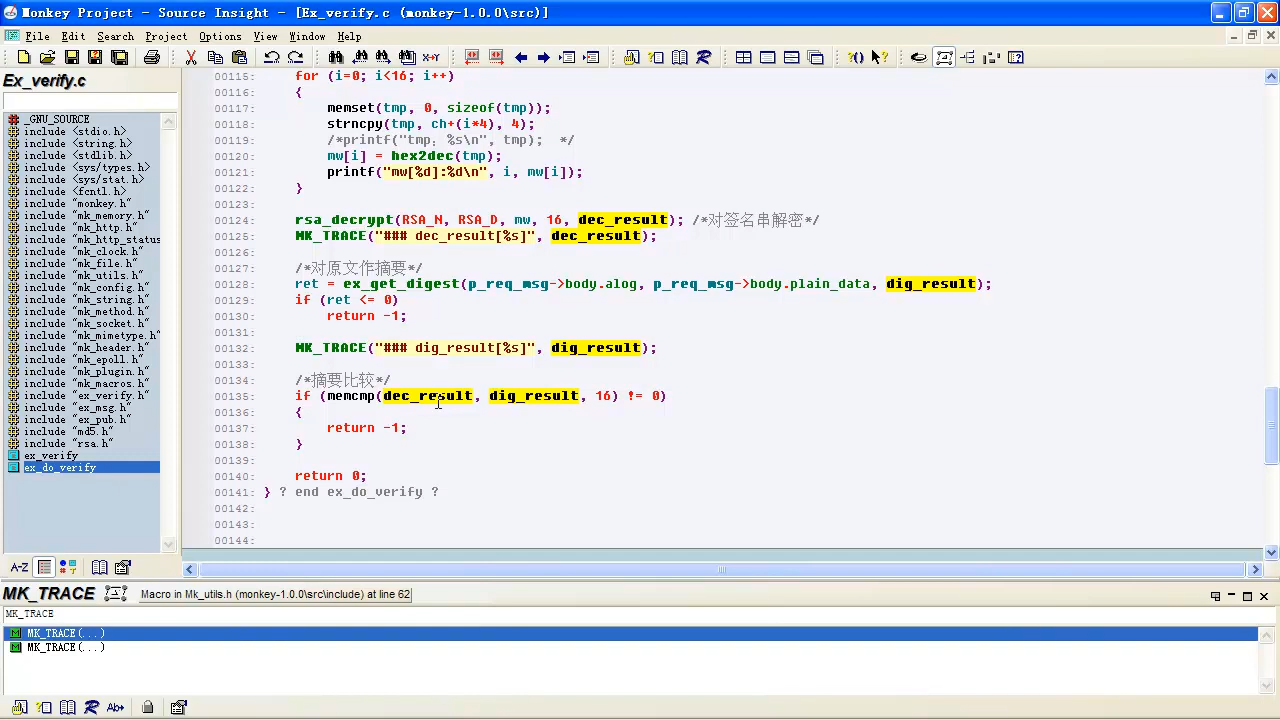 Monkey Project - Source Insight - [Ex_verify.c (monkey-1.0.0\src)]
File Edit Search Project Options View Window Help
Ex_verify.c
_GNU_SOURCE
include <stdio.h>
include <string.h>
include <stdlib.h>
include <sys/types.h>
include <sys/stat.h>
include <fcntl.h>
include "monkey.h"
include "mk_memory.h"
include "mk_http.h"
include "mk_http_status
include "mk_clock.h"
include "mk_file.h"
include "mk_utils.h"
include "mk_config.h"
include "mk_string.h"
include "mk_method.h"
include "mk_socket.h"
include "mk_mimetype.h"
include "mk_header.h"
include "mk_epoll.h"
include "mk_plugin.h"
include "mk_macros.h"
include "ex_verify.h"
include "ex_msg.h"
include "ex_pub.h"
include "md5.h"
include "rsa.h"
ex_verify
ex_do_verify
A-Z
00115: for (i=0; i<16; i++)
00116: {
00117: memset(tmp, 0, sizeof(tmp));
00118: strncpy(tmp, ch+(i*4), 4);
00119: /*printf("tmp: %s\n", tmp); */
00120: mw[i] = hex2dec(tmp);
00121: printf("mw[%d]:%d\n", i, mw[i]);
00122: }
00123:
00124: rsa_decrypt(RSA_N, RSA_D, mw, 16, dec_result); /*对签名串解密*/
00125: MK_TRACE("### dec_result[%s]", dec_result);
00126:
00127: /*对原文作摘要*/
00128: ret = ex_get_digest(p_req_msg->body.alog, p_req_msg->body.plain_data, dig_result);
00129: if (ret <= 0)
00130: return -1;
00131:
00132: MK_TRACE("### dig_result[%s]", dig_result);
00133:
00134: /*摘要比较*/
00135: if (memcmp(dec_result, dig_result, 16) != 0)
00136: {
00137: return -1;
00138: }
00139:
00140: return 0;
00141: } ? end ex_do_verify ?
00142:
00143:
00144:
MK_TRACE Macro in Mk_utils.h (monkey-1.0.0\src\include) at line 62
MK_TRACE
MK_TRACE(...)
MK_TRACE(...)